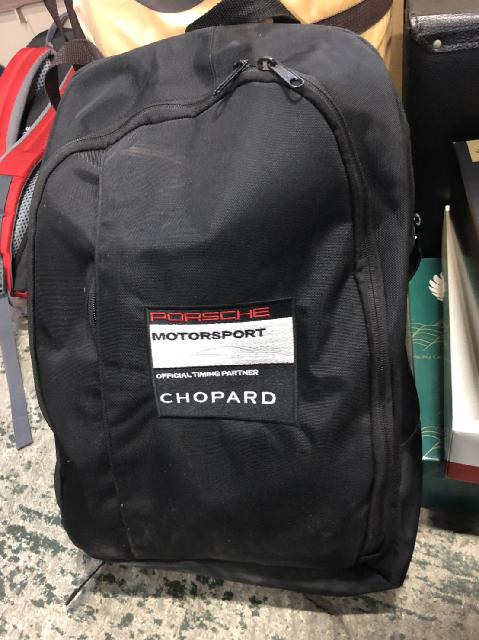 PORSCHE
MOTORSPORT
OFFICIAL TIMING PARTNER
CHOPARD